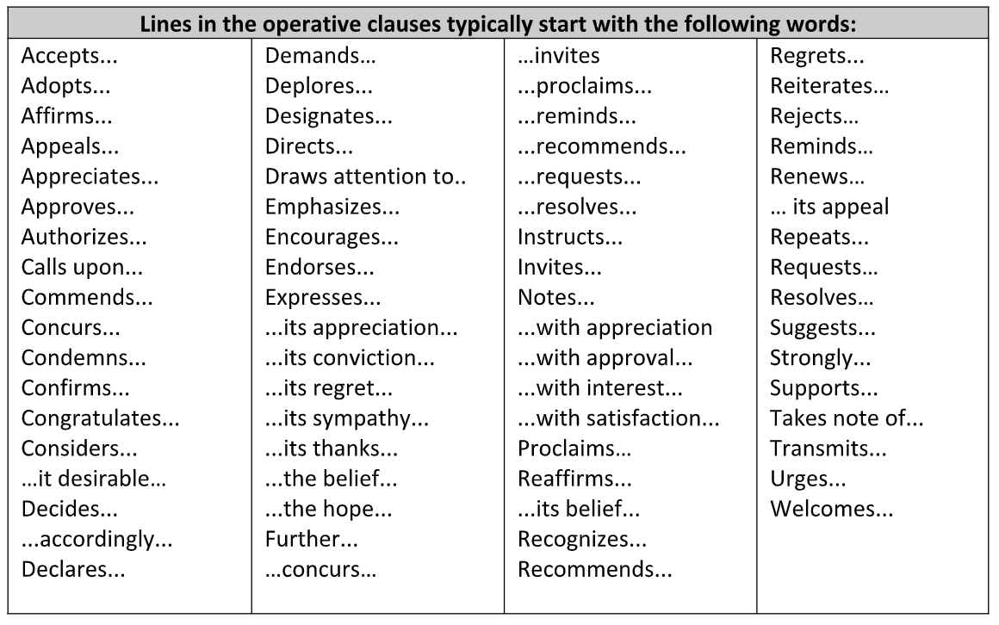 Lines in the operative clauses typically start with the following words:
Accepts...
Adopts...
Affirms...
Appeals...
Appreciates...
Approves...
Authorizes...
Calls upon...
Commends...
Concurs...
Condemns...
Confirms...
Congratulates...
Considers...
...it desirable...
Decides...
...accordingly...
Declares...
Demands...
Deplores...
Designates...
Directs...
Draws attention to..
Emphasizes...
Encourages...
Endorses...
Expresses...
...its appreciation...
...its conviction...
...its regret...
...its sympathy...
...its thanks...
...the belief...
...the hope...
Further...
...concurs...
...invites
...proclaims...
...reminds...
...recommends...
...requests...
...resolves...
Instructs...
Invites...
Notes...
...with appreciation
...with approval...
...with interest...
...with satisfaction...
Proclaims...
Reaffirms...
...its belief...
Recognizes...
Recommends...
Regrets...
Reiterates...
Rejects...
Reminds...
Renews...
... its appeal
Repeats...
Requests...
Resolves...
Suggests...
Strongly...
Supports...
Takes note of...
Transmits...
Urges...
Welcomes...